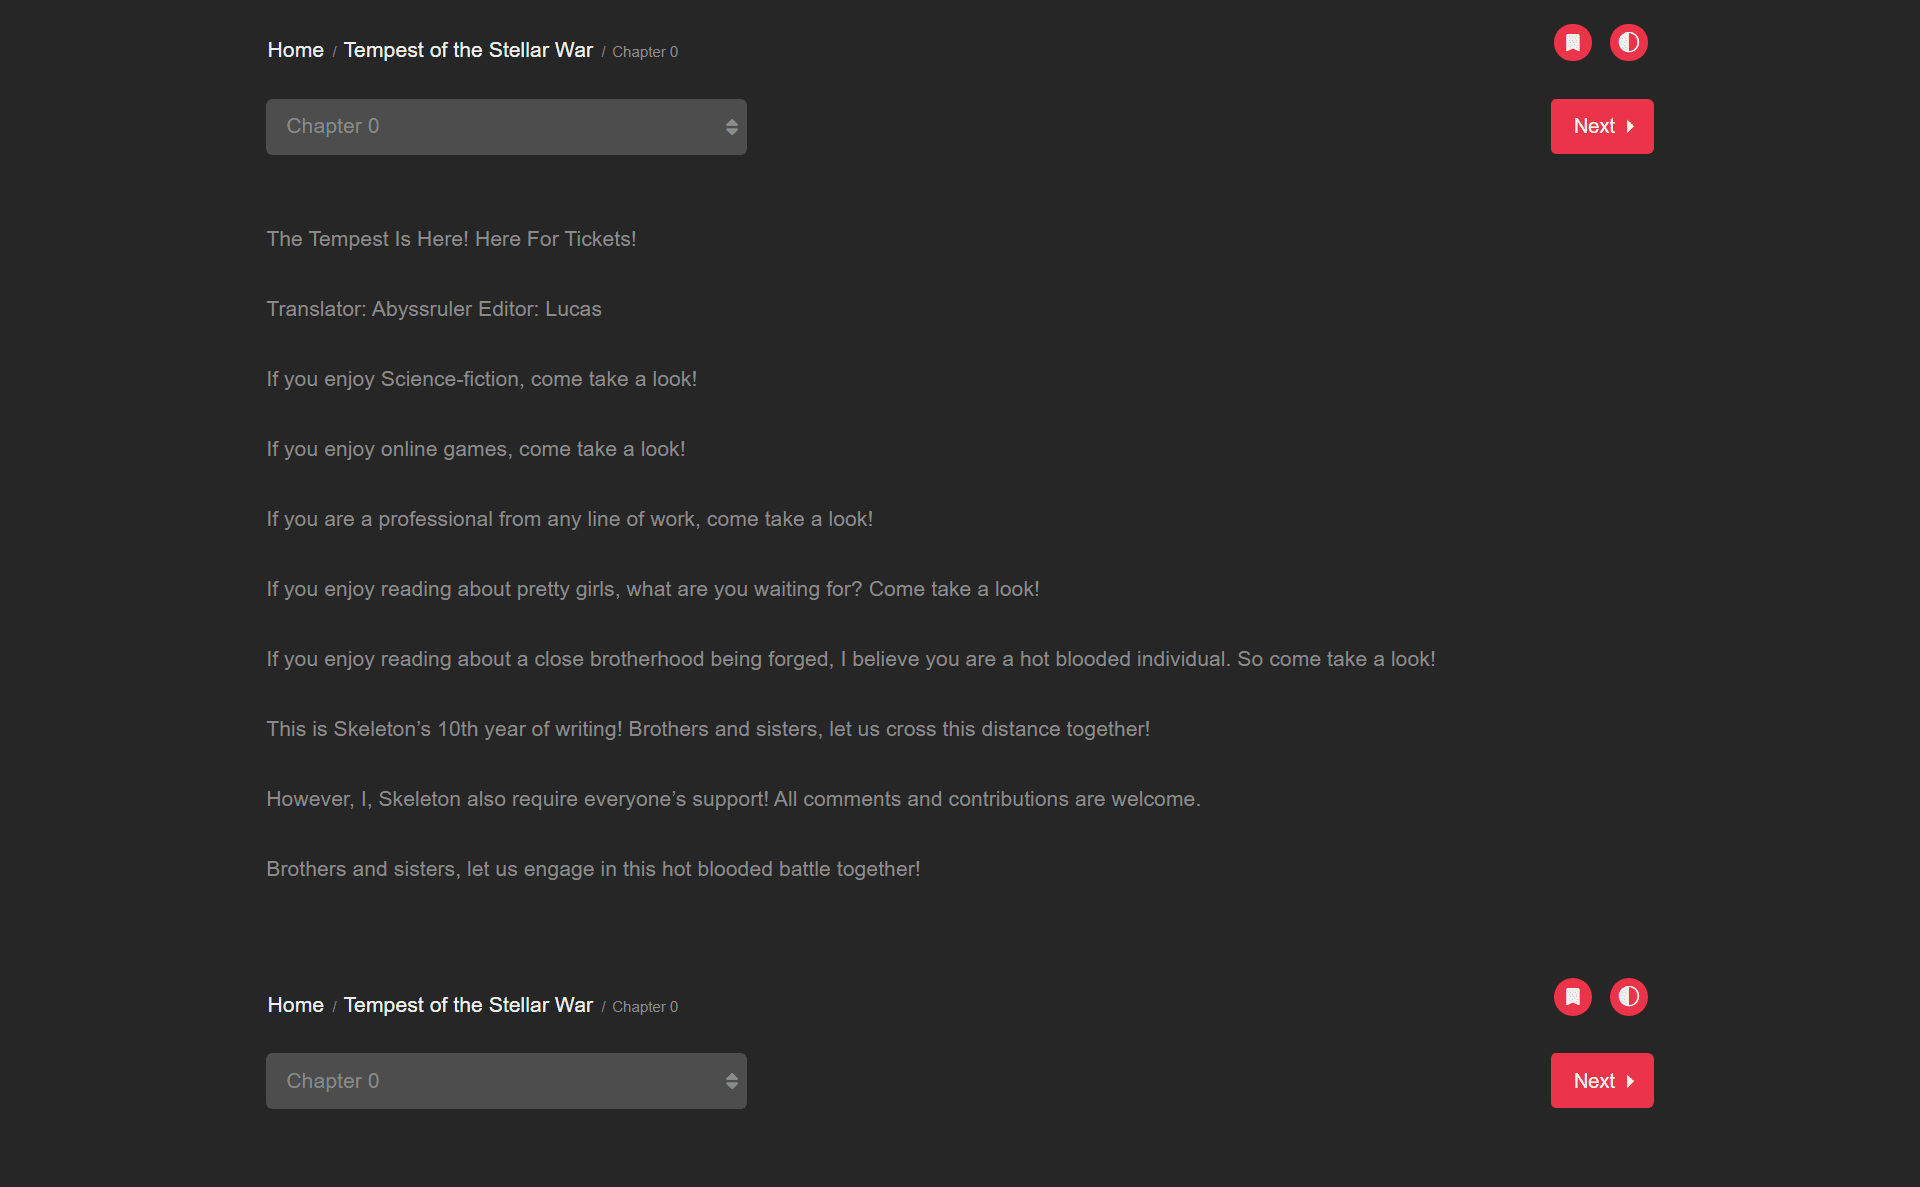 Home / Tempest of the Stellar War / Chapter 0
Chapter 0
Next
The Tempest Is Here! Here For Tickets!
Translator: Abyssruler Editor: Lucas
If you enjoy Science-fiction, come take a look!
If you enjoy online games, come take a look!
If you are a professional from any line of work, come take a look!
If you enjoy reading about pretty girls, what are you waiting for? Come take a look!
If you enjoy reading about a close brotherhood being forged, I believe you are a hot blooded individual. So come take a look!
This is Skeleton’s 10th year of writing! Brothers and sisters, let us cross this distance together!
However, I, Skeleton also require everyone’s support! All comments and contributions are welcome.
Brothers and sisters, let us engage in this hot blooded battle together!
Home / Tempest of the Stellar War / Chapter 0
Chapter 0
Next